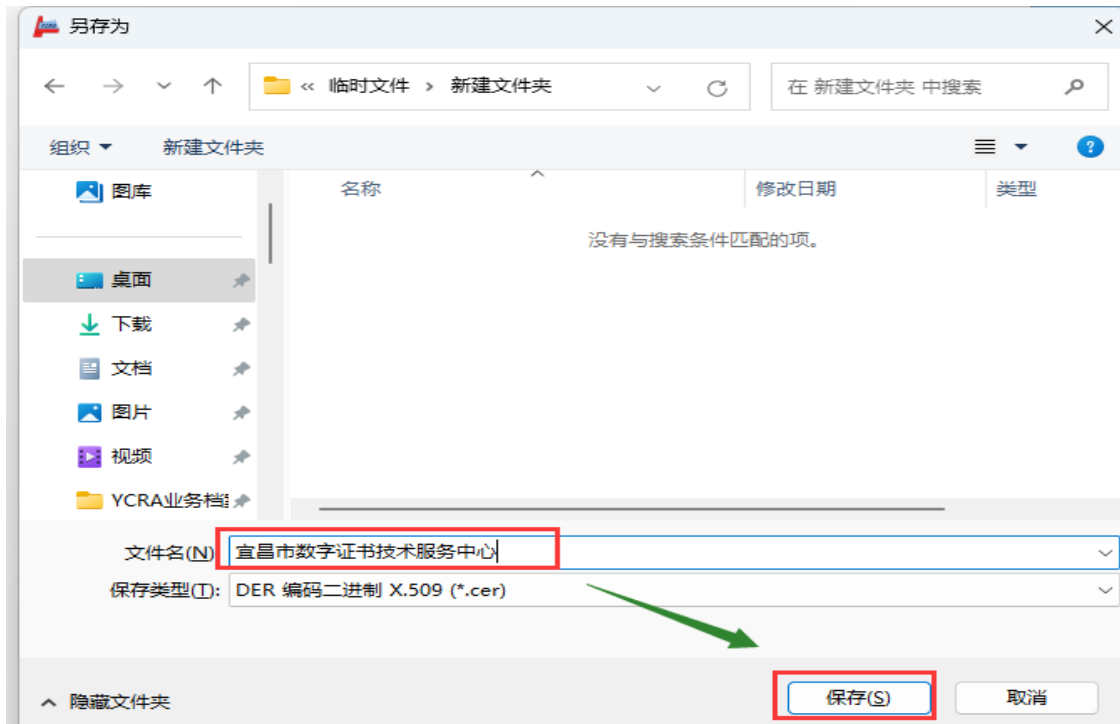 另存为
« 临时文件 › 新建文件夹
在 新建文件夹 中搜索
组织 新建文件夹
图库
名称 修改日期 类型
没有与搜索条件匹配的项。
桌面
下载
文档
图片
视频
YCRA业务档
文件名(N) 宜昌市数字证书技术服务中心
保存类型(T): DER 编码二进制 X.509 (*.cer)
隐藏文件夹 保存(S) 取消